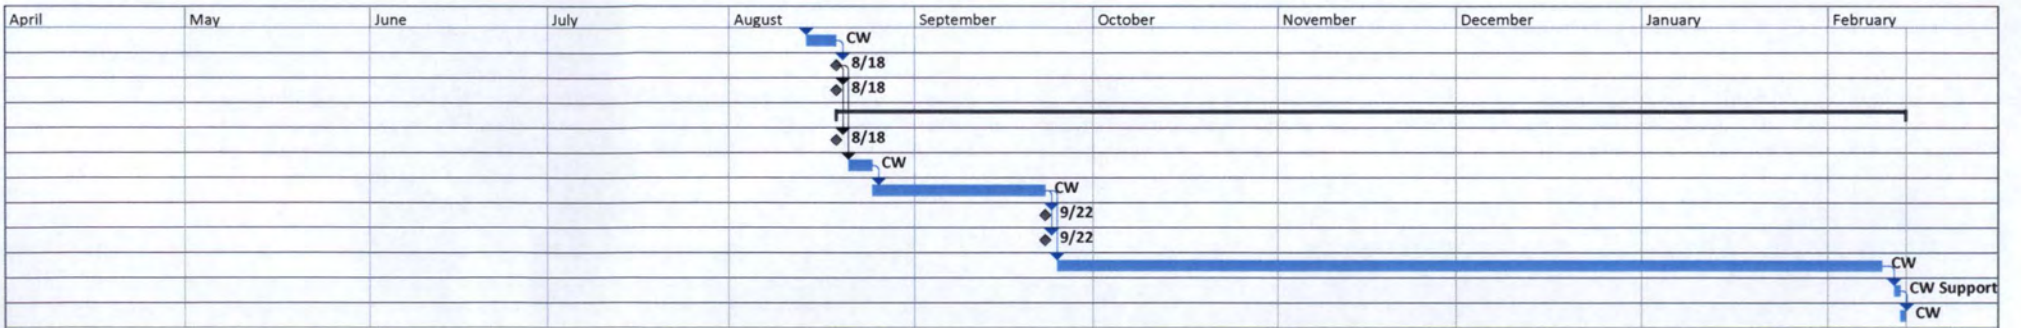 April May June July August September October November December January February
CW
8/18
8/18
8/18
CW
CW
9/22
9/22
CW
CW Support
CW